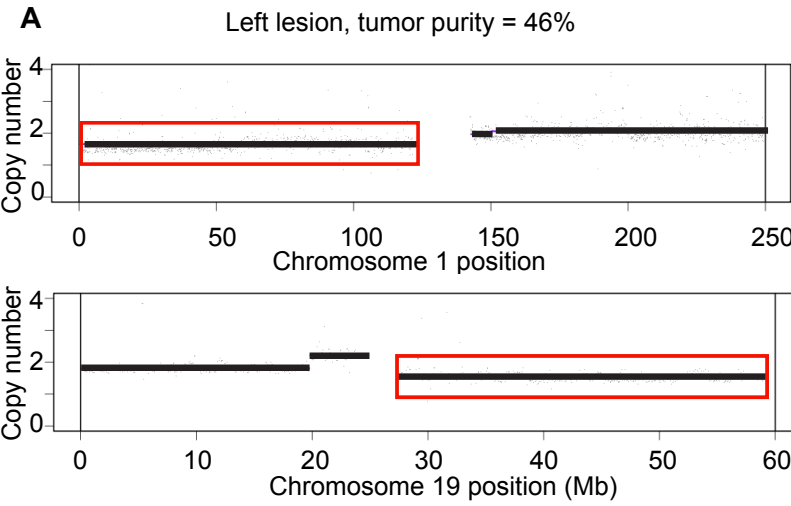 A
Left lesion, tumor purity = 46%
Copy number
4
2
0
0 50 100 150 200 250
Chromosome 1 position
Copy number
4
2
0
0 10 20 30 40 50 60
Chromosome 19 position (Mb)